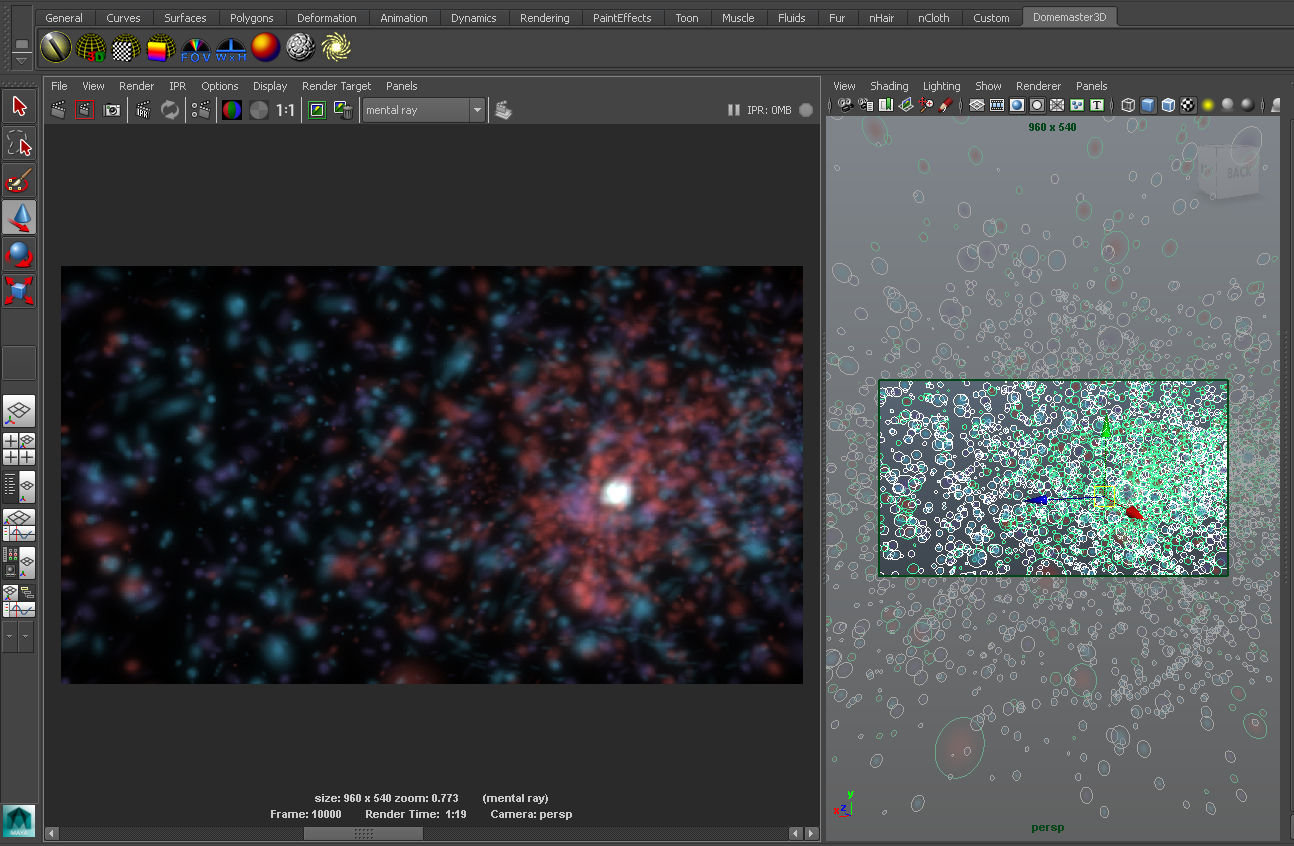 General Curves Surfaces Polygons Deformation Animation Dynamics Rendering PaintEffects Toon Muscle Fluids Fur nHair nCloth Custom Domemaster3D
3D FOV WxH
File View Render IPR Options Display Render Target Panels
IPR 1:1 mental ray IPR: 0MB
View Shading Lighting Show Renderer Panels
T
960 x 540
BACK
size: 960 x 540 zoom: 0.773 (mental ray)
Frame: 10000 Render Time: 1:19 Camera: persp
y
x z
persp
MAYA